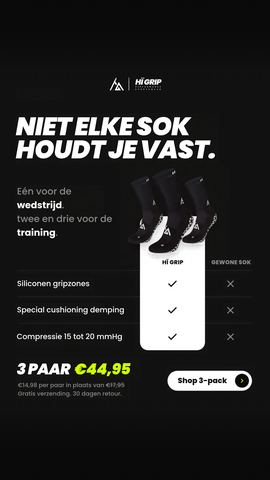 HÏ GRIP
NIET ELKE SOK
HOUDT JE VAST.
Eén voor de
wedstrijd.
twee en drie voor de
training.
HÏ GRIP
GEWONE SOK
Siliconen gripzones
Special cushioning demping
Compressie 15 tot 20 mmHg
3 PAAR €44,95
€14,98 per paar in plaats van €17,95
Gratis verzending. 30 dagen retour.
Shop 3-pack